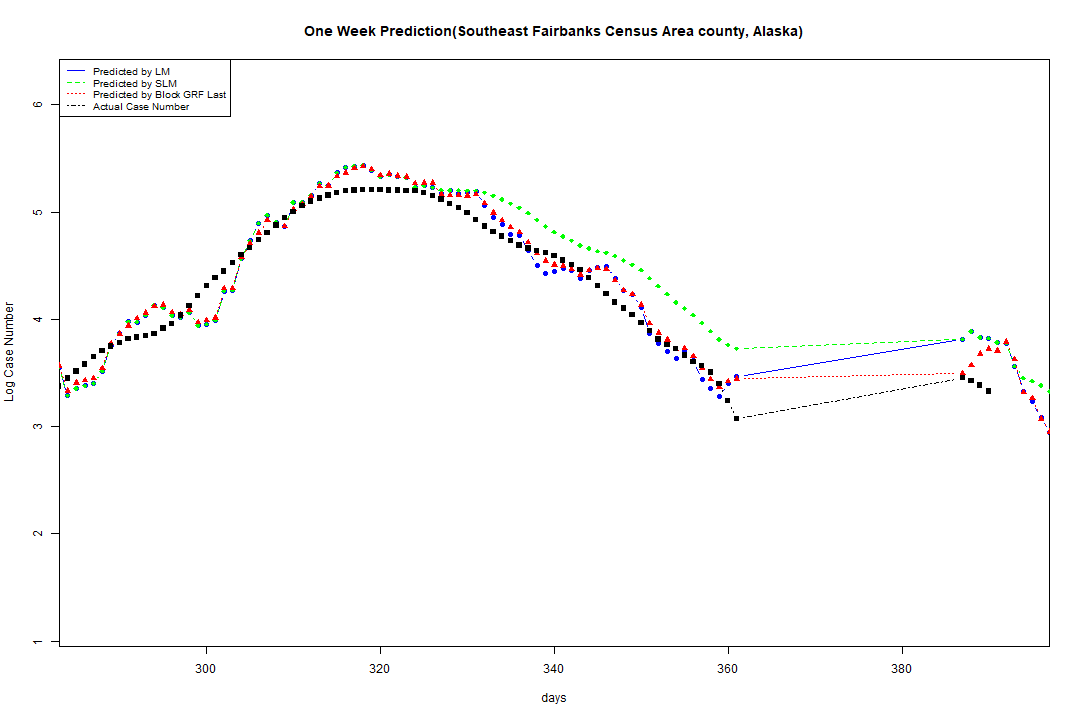 One Week Prediction(Southeast Fairbanks Census Area county, Alaska)
Predicted by LM
Predicted by SLM
Predicted by Block GRF Last
Actual Case Number
6
5
4
3
2
1
Log Case Number
300 320 340 360 380
days